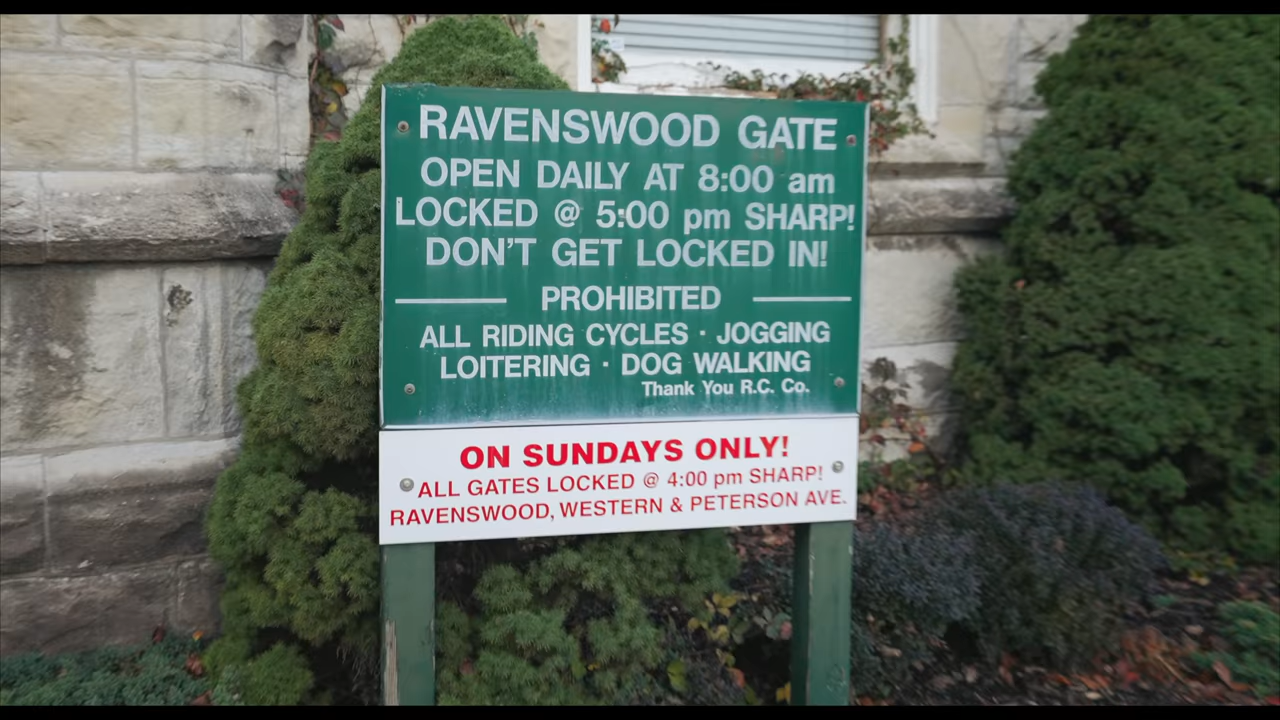 RAVENSWOOD GATE
OPEN DAILY AT 8:00 am
LOCKED @ 5:00 pm SHARP!
DON'T GET LOCKED IN!
PROHIBITED
ALL RIDING CYCLES · JOGGING
LOITERING · DOG WALKING
Thank You R.C. Co.
ON SUNDAYS ONLY!
ALL GATES LOCKED @ 4:00 pm SHARP!
RAVENSWOOD, WESTERN & PETERSON AVE.